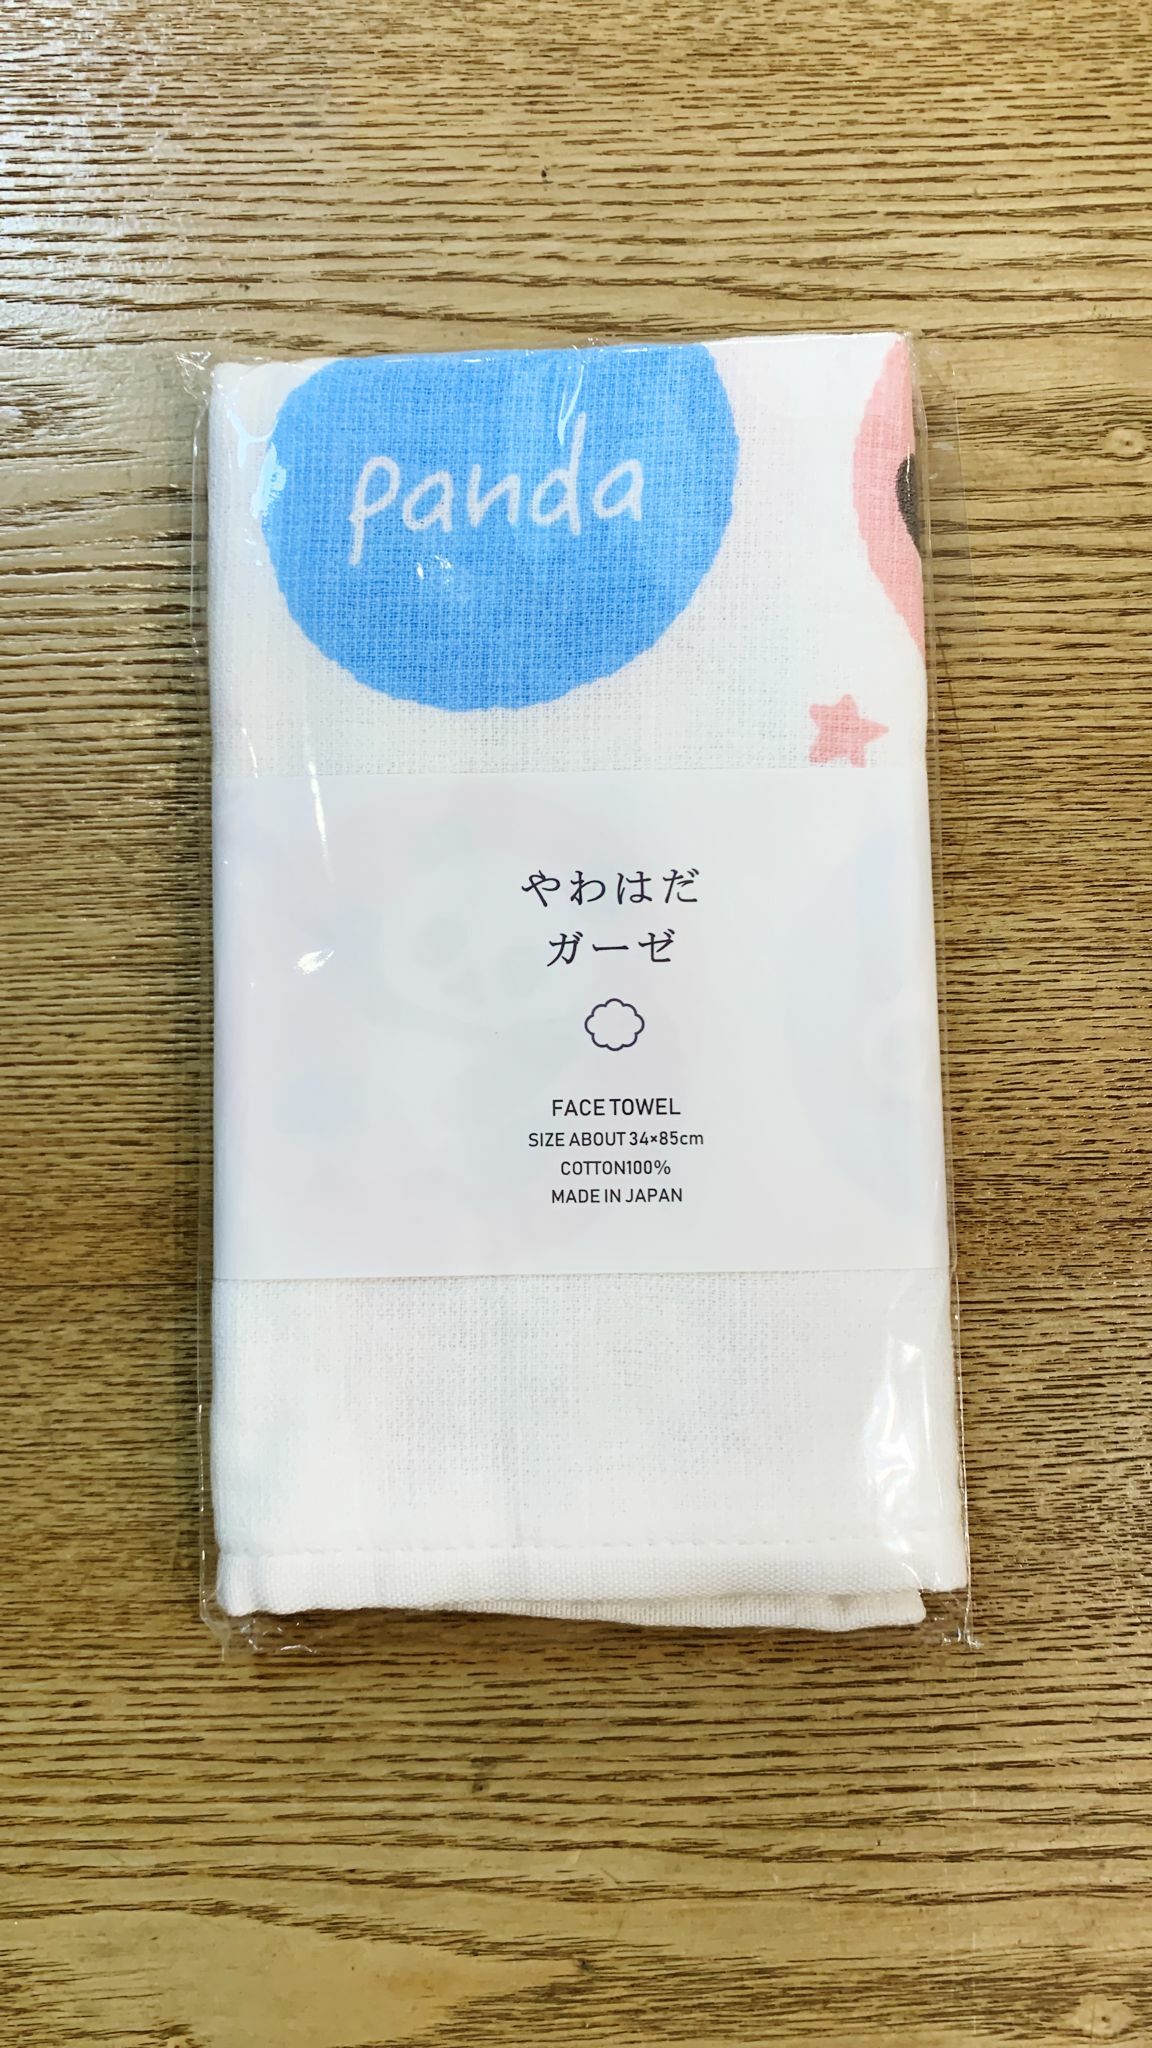 panda
やわはだ
ガーゼ
FACE TOWEL
SIZE ABOUT 34×85cm
COTTON100%
MADE IN JAPAN